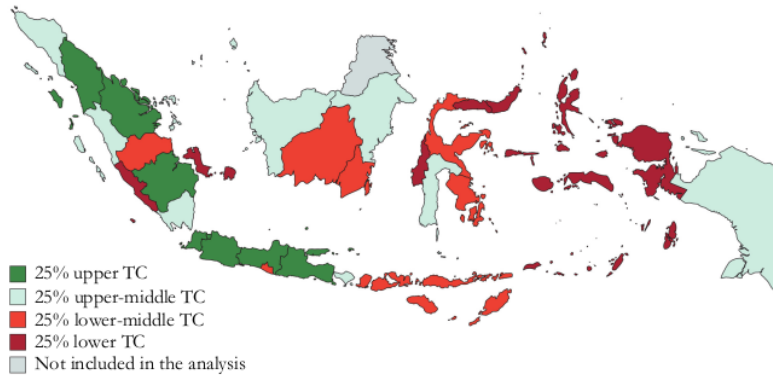 25% upper TC
25% upper-middle TC
25% lower-middle TC
25% lower TC
Not included in the analysis